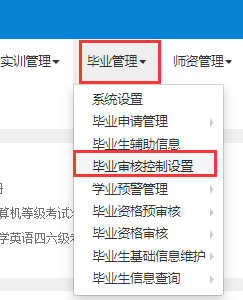 实训管理 毕业管理 师资管理
系统设置
毕业申请管理
毕业生辅助信息
毕业审核控制设置
学业预警管理
毕业资格预审核
毕业资格审核
毕业生基础信息维护
毕业生信息查询
算机等级考试
学英语四六级